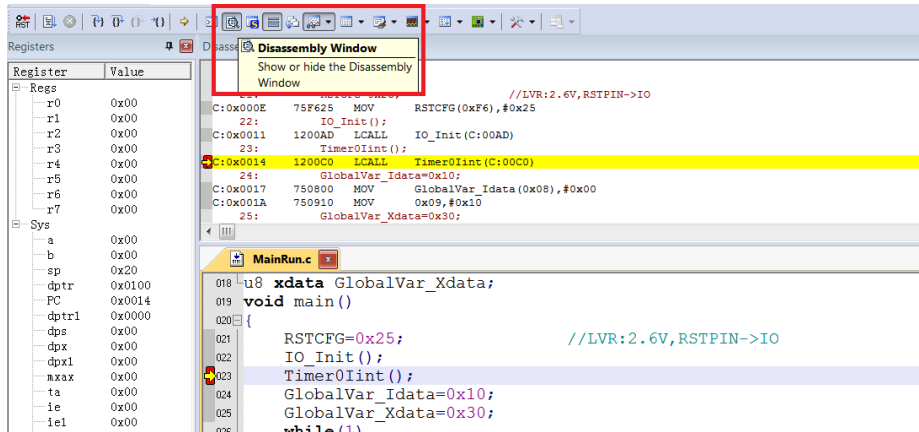 RST
Registers
Disasse
Disassembly Window
Show or hide the Disassembly
Window
Register Value
Regs
r0 0x00
r1 0x00
r2 0x00
r3 0x00
r4 0x00
r5 0x00
r6 0x00
r7 0x00
Sys
a 0x00
b 0x00
sp 0x20
dptr 0x0100
PC 0x0014
dptr1 0x0000
dps 0x00
dpx 0x00
dpx1 0x00
mxax 0x00
ta 0x00
ie 0x00
ie1 0x00
//LVR:2.6V,RSTPIN->IO
C:0x000E 75F625 MOV RSTCFG(0xF6),#0x25
22: IO_Init();
C:0x0011 1200AD LCALL IO_Init(C:00AD)
23: Timer0Iint();
C:0x0014 1200C0 LCALL Timer0Iint(C:00C0)
24: GlobalVar_Idata=0x10;
C:0x0017 750800 MOV GlobalVar_Idata(0x08),#0x00
C:0x001A 750910 MOV 0x09,#0x10
25: GlobalVar_Xdata=0x30;
MainRun.c
018 u8 xdata GlobalVar_Xdata;
019 void main()
020 {
021 RSTCFG=0x25; //LVR:2.6V,RSTPIN->IO
022 IO_Init();
023 Timer0Iint();
024 GlobalVar_Idata=0x10;
025 GlobalVar_Xdata=0x30;
026 while(1)